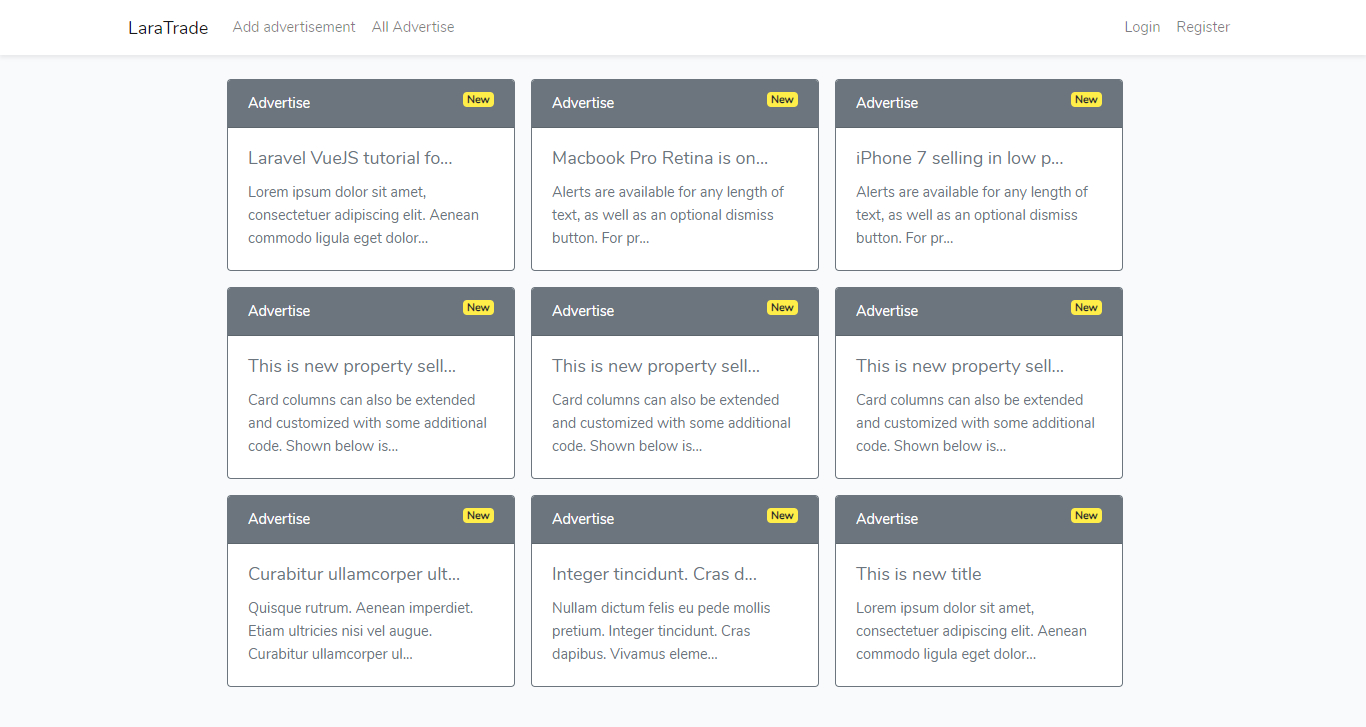 LaraTrade Add advertisement All Advertise Login Register
Advertise New
Laravel VueJS tutorial fo...
Lorem ipsum dolor sit amet,
consectetuer adipiscing elit. Aenean
commodo ligula eget dolor...
Advertise New
Macbook Pro Retina is on...
Alerts are available for any length of
text, as well as an optional dismiss
button. For pr...
Advertise New
iPhone 7 selling in low p...
Alerts are available for any length of
text, as well as an optional dismiss
button. For pr...
Advertise New
This is new property sell...
Card columns can also be extended
and customized with some additional
code. Shown below is...
Advertise New
This is new property sell...
Card columns can also be extended
and customized with some additional
code. Shown below is...
Advertise New
This is new property sell...
Card columns can also be extended
and customized with some additional
code. Shown below is...
Advertise New
Curabitur ullamcorper ult...
Quisque rutrum. Aenean imperdiet.
Etiam ultricies nisi vel augue.
Curabitur ullamcorper ul...
Advertise New
Integer tincidunt. Cras d...
Nullam dictum felis eu pede mollis
pretium. Integer tincidunt. Cras
dapibus. Vivamus eleme...
Advertise New
This is new title
Lorem ipsum dolor sit amet,
consectetuer adipiscing elit. Aenean
commodo ligula eget dolor...